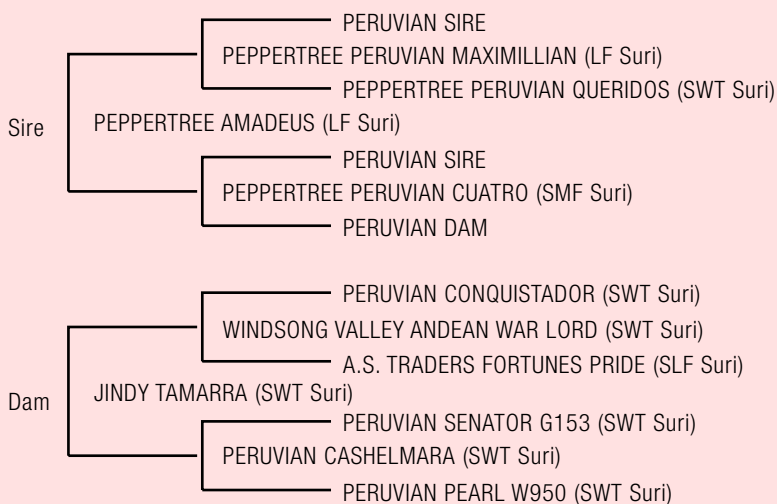 PERUVIAN SIRE
PEPPERTREE PERUVIAN MAXIMILLIAN (LF Suri)
PEPPERTREE PERUVIAN QUERIDOS (SWT Suri)
Sire
PEPPERTREE AMADEUS (LF Suri)
PERUVIAN SIRE
PEPPERTREE PERUVIAN CUATRO (SMF Suri)
PERUVIAN DAM
PERUVIAN CONQUISTADOR (SWT Suri)
WINDSONG VALLEY ANDEAN WAR LORD (SWT Suri)
A.S. TRADERS FORTUNES PRIDE (SLF Suri)
Dam
JINDY TAMARRA (SWT Suri)
PERUVIAN SENATOR G153 (SWT Suri)
PERUVIAN CASHELMARA (SWT Suri)
PERUVIAN PEARL W950 (SWT Suri)